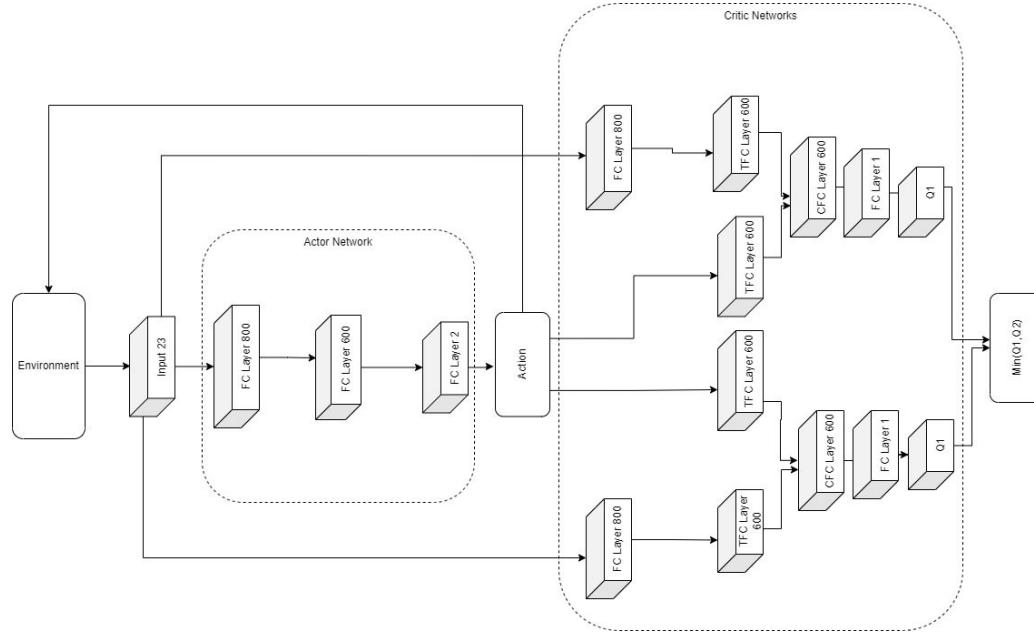 Critic Networks
FC Layer 800
TFC Layer 600
CFC Layer 600
FC Layer 1
Q1
TFC Layer 600
Actor Network
Environment
Input 23
FC Layer 800
FC Layer 600
FC Layer 2
Action
Min(Q1,Q2)
TFC Layer 600
CFC Layer 600
FC Layer 1
Q1
FC Layer 800
TFC Layer
600